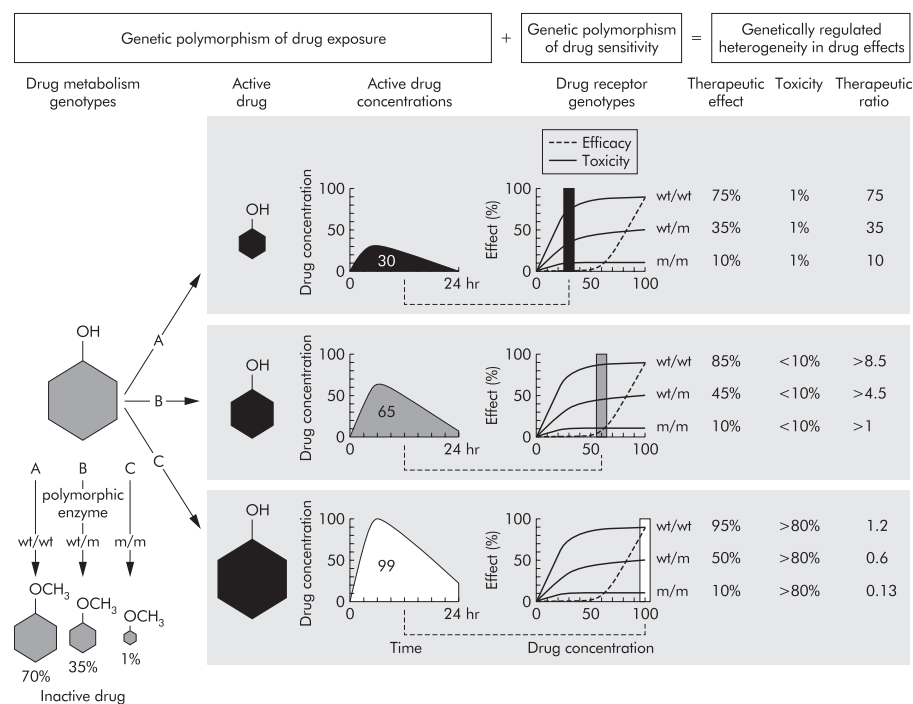 Genetic polymorphism of drug exposure
+
Genetic polymorphism
of drug sensitivity
=
Genetically regulated
heterogeneity in drug effects
Drug metabolism
genotypes
Active
drug
Active drug
concentrations
Drug receptor
genotypes
Therapeutic
effect
Toxicity
Therapeutic
ratio
Efficacy
Toxicity
OH
Drug concentration
100
50
0
30
0
24 hr
Effect (%)
100
50
0
0
50
100
wt/wt 75% 1% 75
wt/m 35% 1% 35
m/m 10% 1% 10
OH
A
B
C
OH
Drug concentration
100
50
0
65
0
24 hr
Effect (%)
100
50
0
0
50
100
wt/wt 85% <10% >8.5
wt/m 45% <10% >4.5
m/m 10% <10% >1
A B C
polymorphic
enzyme
wt/wt wt/m m/m
OCH3
OCH3
OCH3
70%
35%
1%
Inactive drug
OH
Drug concentration
100
50
0
99
0
24 hr
Time
Effect (%)
100
50
0
0
50
100
Drug concentration
wt/wt 95% >80% 1.2
wt/m 50% >80% 0.6
m/m 10% >80% 0.13